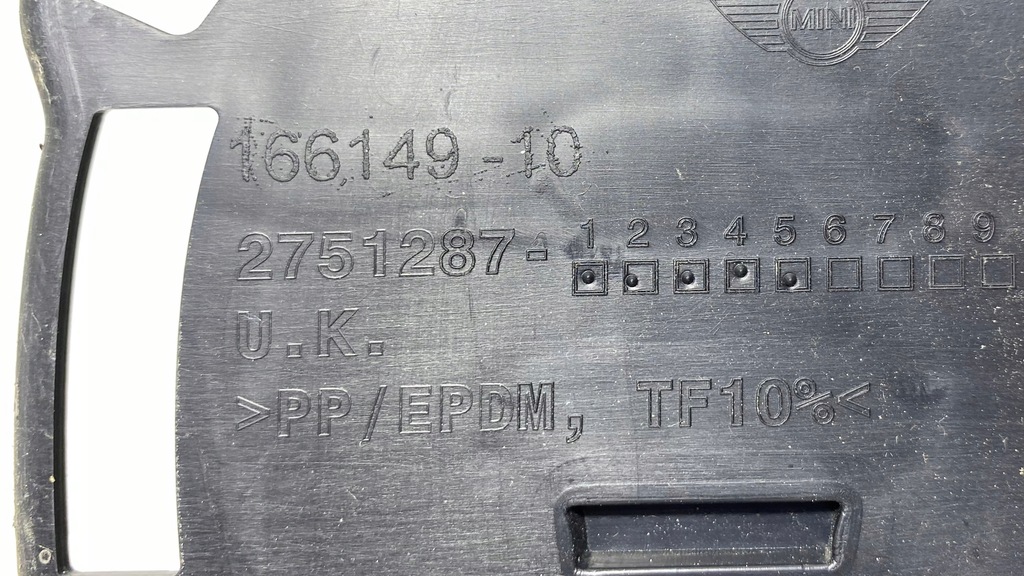 MINI
166149-10
2751287- 1 2 3 4 5 6 7 8 9
U.K.
>PP/EPDM, TF10%<